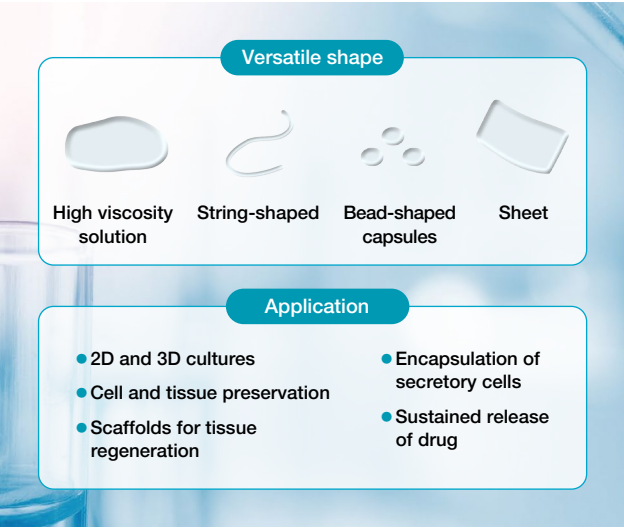 Versatile shape
High viscosity
solution
String-shaped
Bead-shaped
capsules
Sheet
Application
2D and 3D cultures
Cell and tissue preservation
Scaffolds for tissue
regeneration
Encapsulation of
secretory cells
Sustained release
of drug